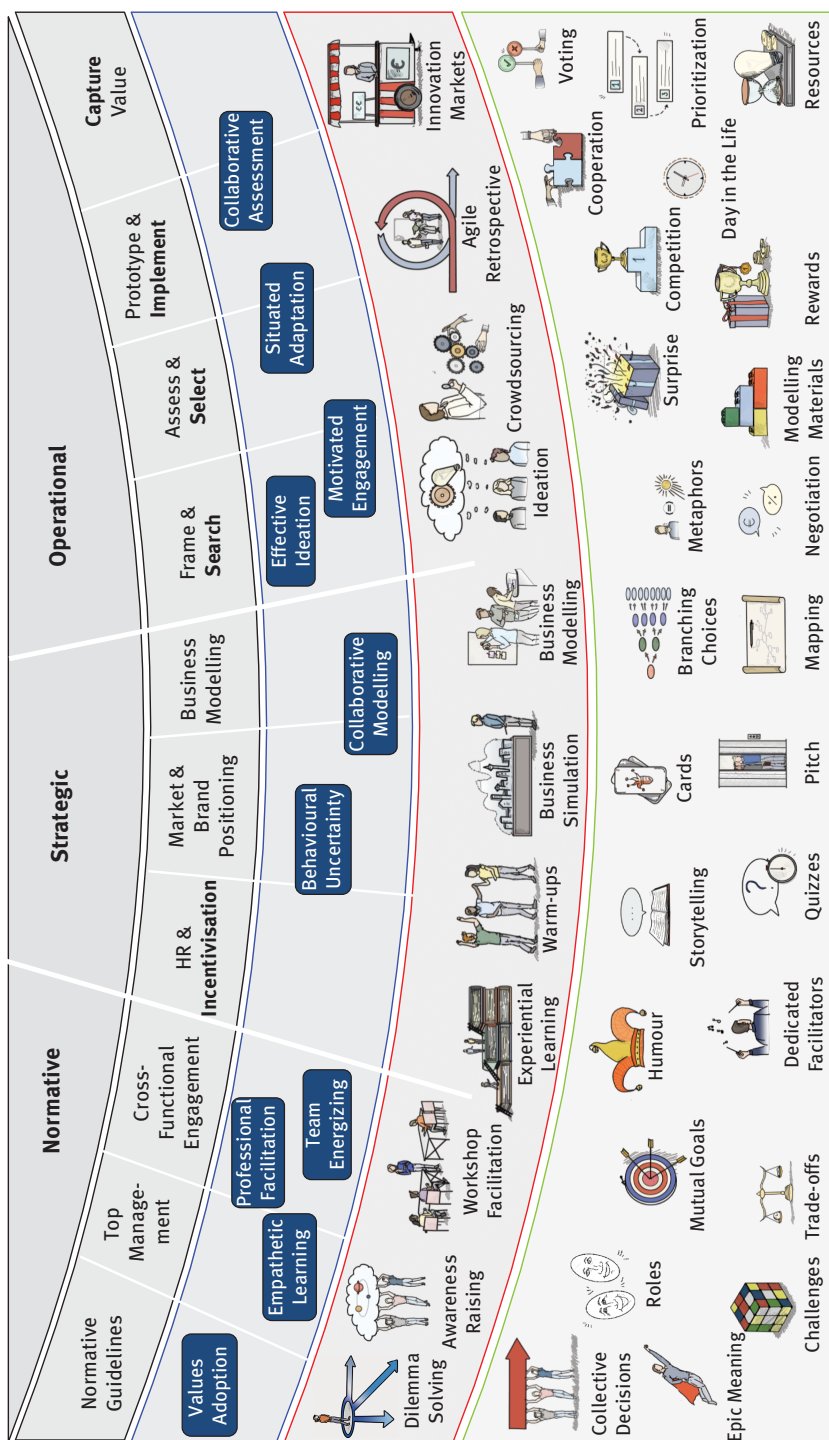 Normative
Strategic
Operational
Normative
Guidelines
Top
Manage-
ment
Cross-
Functional
Engagement
HR &
Incentivisation
Market &
Brand
Positioning
Business
Modelling
Frame &
Search
Assess &
Select
Prototype &
Implement
Capture
Value
Values
Adoption
Empathetic
Learning
Professional
Facilitation
Team
Energizing
Behavioural
Uncertainty
Collaborative
Modelling
Effective
Ideation
Motivated
Engagement
Situated
Adaptation
Collaborative
Assessment
Dilemma
Solving
Awareness
Raising
Workshop
Facilitation
Experiential
Learning
Warm-ups
Business
Simulation
Business
Modelling
Ideation
Crowdsourcing
Agile
Retrospective
€
Innovation
Markets
Collective
Decisions
Roles
Mutual Goals
Humour
...
Storytelling
Cards
Branching
Choices
=
Metaphors
Surprise
1
Competition
Cooperation
Voting
Epic Meaning
Challenges
Trade-offs
Dedicated
Facilitators
?
Quizzes
Pitch
Mapping
€ %
Negotiation
Modelling
Materials
Rewards
Day in the Life
1
2
3
Prioritization
Resources